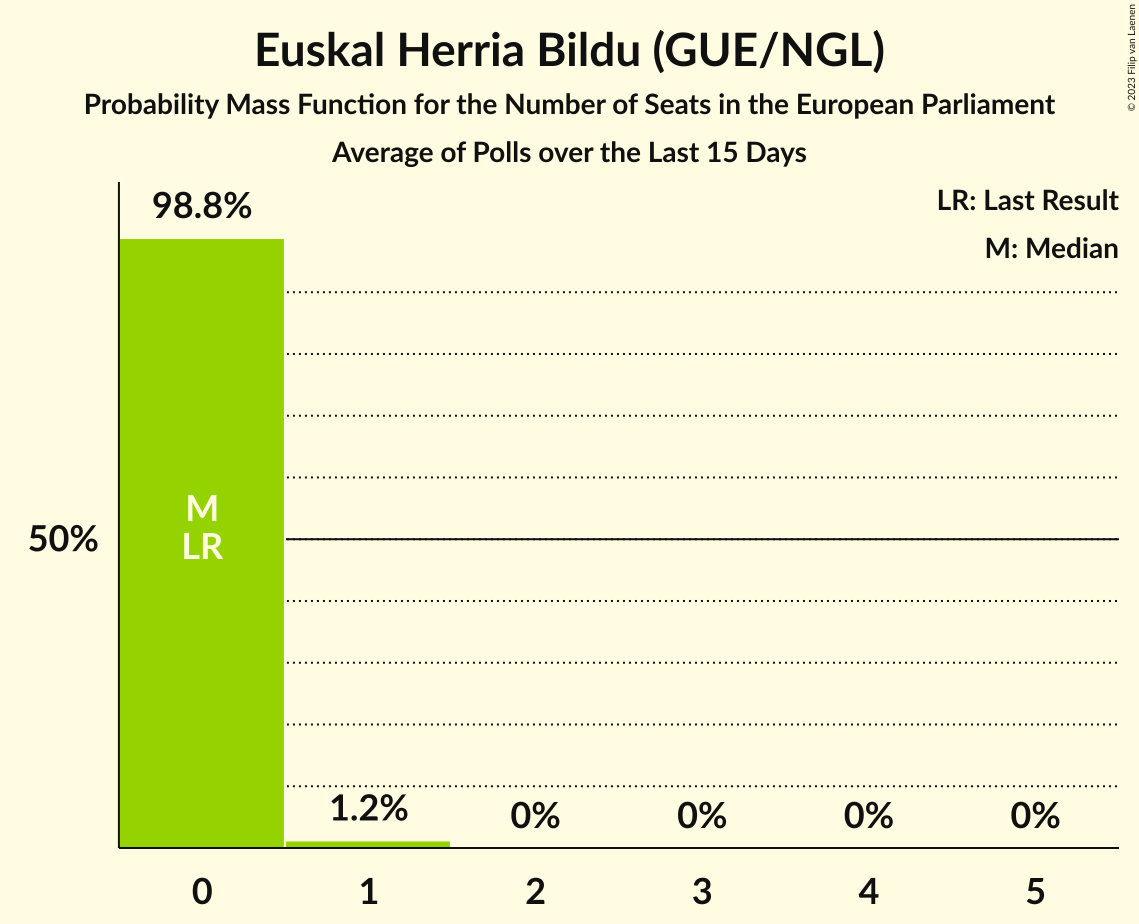 Euskal Herria Bildu (GUE/NGL)
Probability Mass Function for the Number of Seats in the European Parliament
Average of Polls over the Last 15 Days
© 2023 Filip van Laenen
LR: Last Result
M: Median
98.8%
M
LR
50%
1.2%
0%
0%
0%
0%
0
1
2
3
4
5